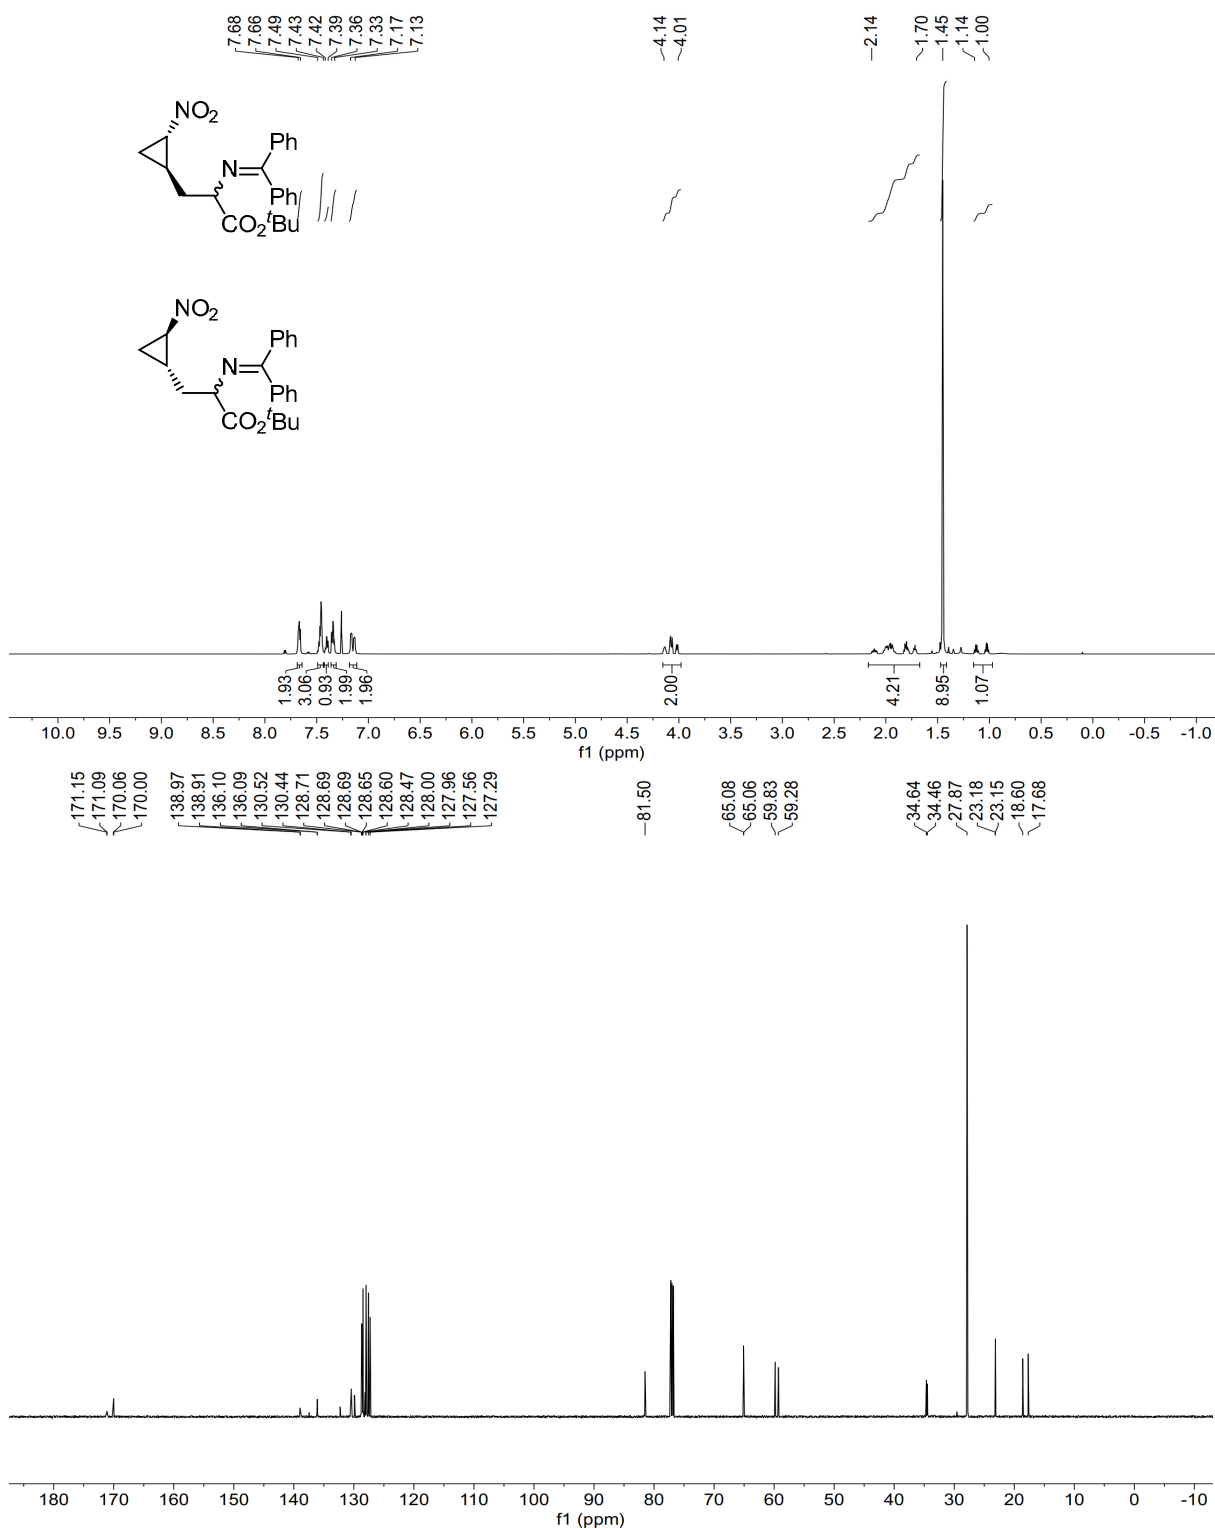 7.68 7.66 7.49 7.43 7.42 7.39 7.36 7.33 7.17 7.13 4.14 4.01 2.14 1.70 1.45 1.14 1.00
NO2
N
Ph
Ph
CO2tBu
NO2
N
Ph
Ph
CO2tBu
1.93 3.06 0.93 1.99 1.96 2.00 4.21 8.95 1.07
10.0 9.5 9.0 8.5 8.0 7.5 7.0 6.5 6.0 5.5 5.0 4.5 4.0 3.5 3.0 2.5 2.0 1.5 1.0 0.5 0.0 -0.5 -1.0
f1 (ppm)
171.15 171.09 170.06 170.00 138.97 138.91 136.10 136.09 130.52 130.44 128.71 128.69 128.69 128.65 128.60 128.47 128.00 127.96 127.56 127.29 81.50 65.08 65.06 59.83 59.28 34.64 34.46 27.87 23.18 23.15 18.60 17.68
180 170 160 150 140 130 120 110 100 90 80 70 60 50 40 30 20 10 0 -10
f1 (ppm)